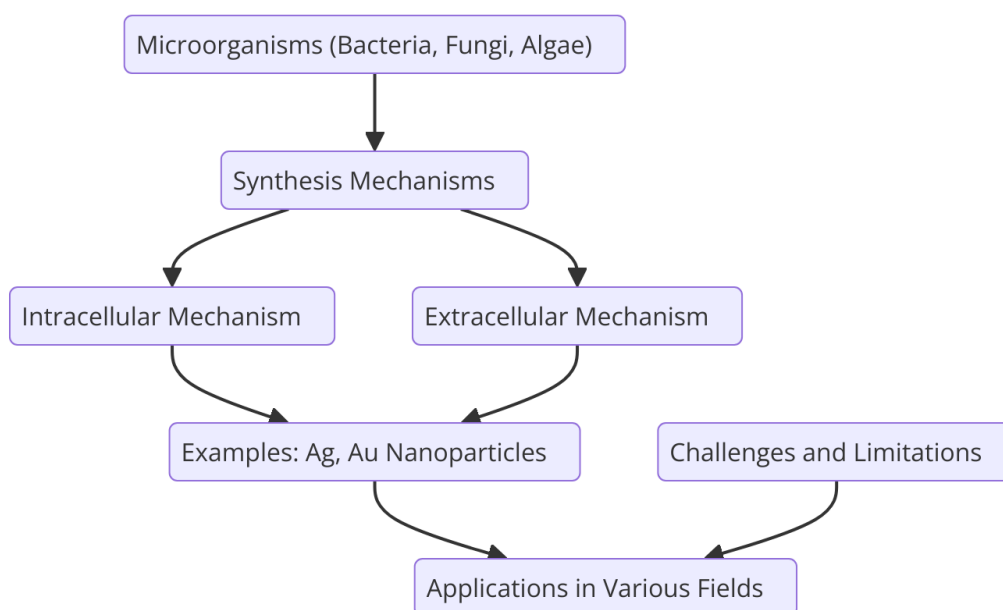 Microorganisms (Bacteria, Fungi, Algae)
Synthesis Mechanisms
Intracellular Mechanism
Extracellular Mechanism
Examples: Ag, Au Nanoparticles
Challenges and Limitations
Applications in Various Fields